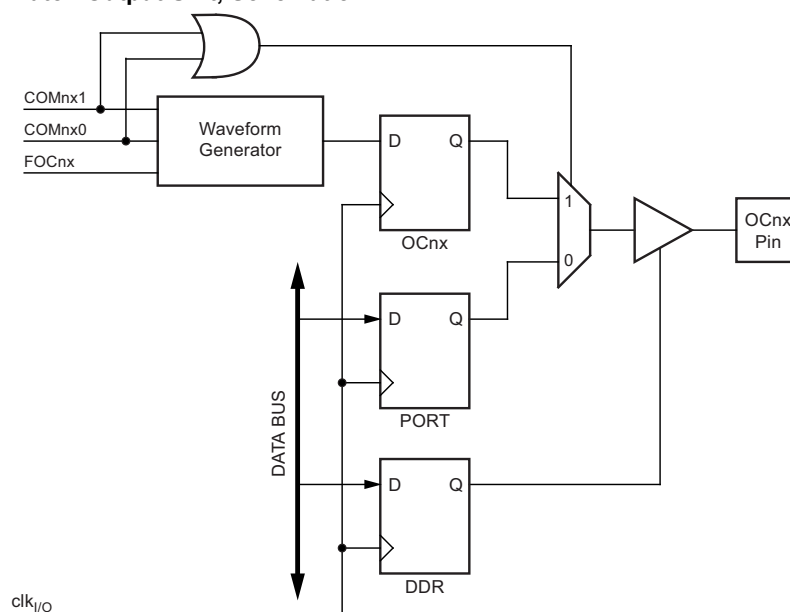 COMnx1
COMnx0
FOCnx
Waveform
Generator
D
Q
OCnx
1
0
OCnx
Pin
D
Q
PORT
DATA BUS
D
Q
DDR
clkI/O